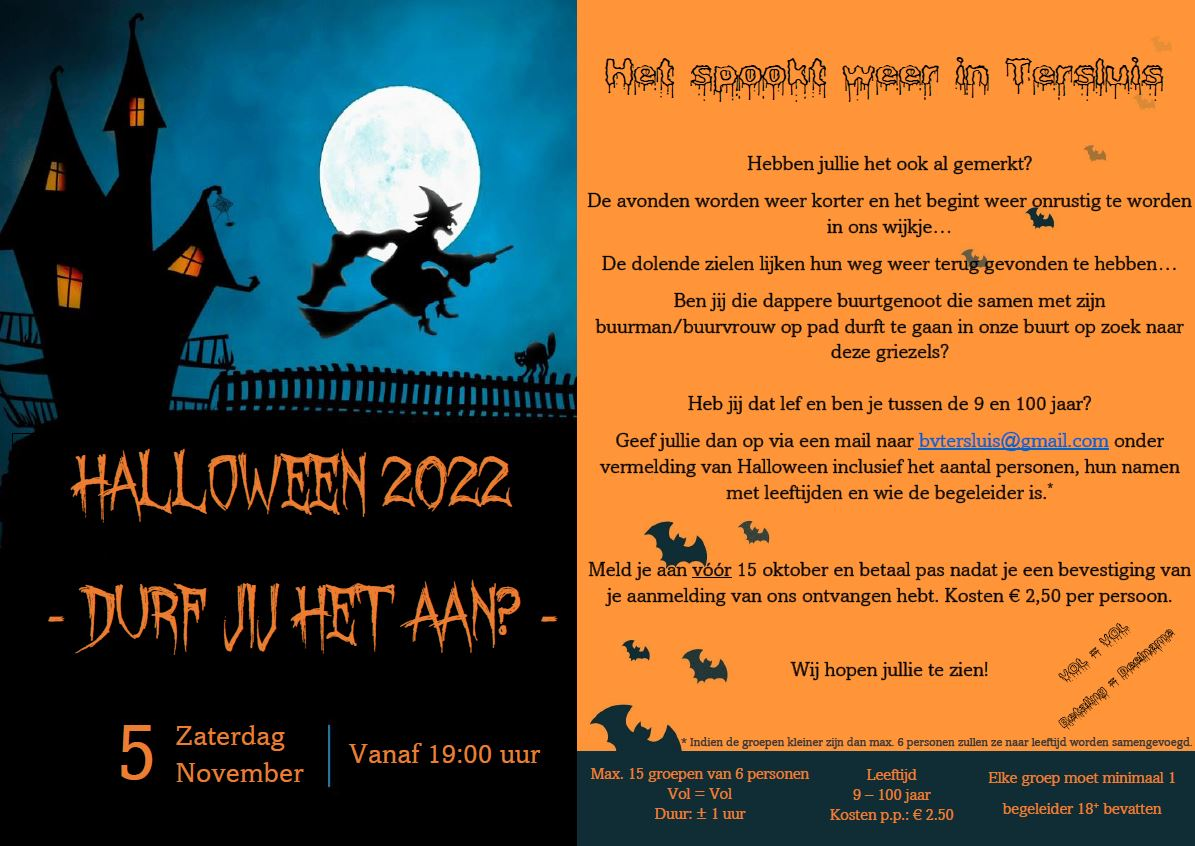 HALLOWEEN 2022
- DURF JIJ HET AAN? -
5
Zaterdag
November
Vanaf 19:00 uur
Het spookt weer in Tersluis
Hebben jullie het ook al gemerkt?
De avonden worden weer korter en het begint weer onrustig te worden
in ons wijkje…
De dolende zielen lijken hun weg weer terug gevonden te hebben…
Ben jij die dappere buurtgenoot die samen met zijn
buurman/buurvrouw op pad durft te gaan in onze buurt op zoek naar
deze griezels?
Heb jij dat lef en ben je tussen de 9 en 100 jaar?
Geef jullie dan op via een mail naar bvtersluis@gmail.com onder
vermelding van Halloween inclusief het aantal personen, hun namen
met leeftijden en wie de begeleider is.*
Meld je aan vóór 15 oktober en betaal pas nadat je een bevestiging van
je aanmelding van ons ontvangen hebt. Kosten € 2,50 per persoon.
Wij hopen jullie te zien!
VOL = VOL
Betaling = Deelname
* Indien de groepen kleiner zijn dan max. 6 personen zullen ze naar leeftijd worden samengevoegd.
Max. 15 groepen van 6 personen
Vol = Vol
Duur: ± 1 uur
Leeftijd
9 – 100 jaar
Kosten p.p.: € 2.50
Elke groep moet minimaal 1
begeleider 18⁺ bevatten